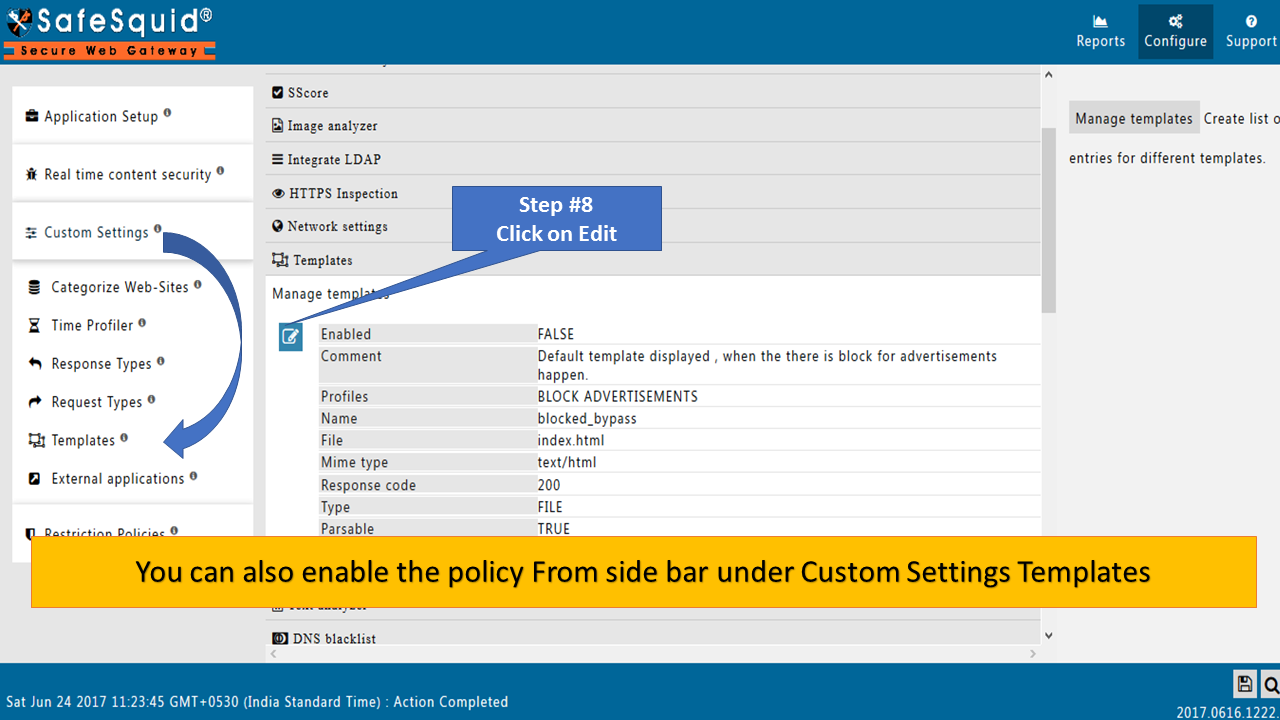 SafeSquid®
Secure Web Gateway
Reports
Configure
Support
Application Setup
Real time content security
Custom Settings
Categorize Web-Sites
Time Profiler
Response Types
Request Types
Templates
External applications
Restriction Policies
SScore
Image analyzer
Integrate LDAP
HTTPS Inspection
Network settings
Templates
Step #8
Click on Edit
Manage templates
Enabled FALSE
Comment Default template displayed , when the there is block for advertisements
happen.
Profiles BLOCK ADVERTISEMENTS
Name blocked_bypass
File index.html
Mime type text/html
Response code 200
Type FILE
Parsable TRUE
You can also enable the policy From side bar under Custom Settings Templates
DNS blacklist
Manage templates Create list o
entries for different templates.
Sat Jun 24 2017 11:23:45 GMT+0530 (India Standard Time) : Action Completed
2017.0616.1222.